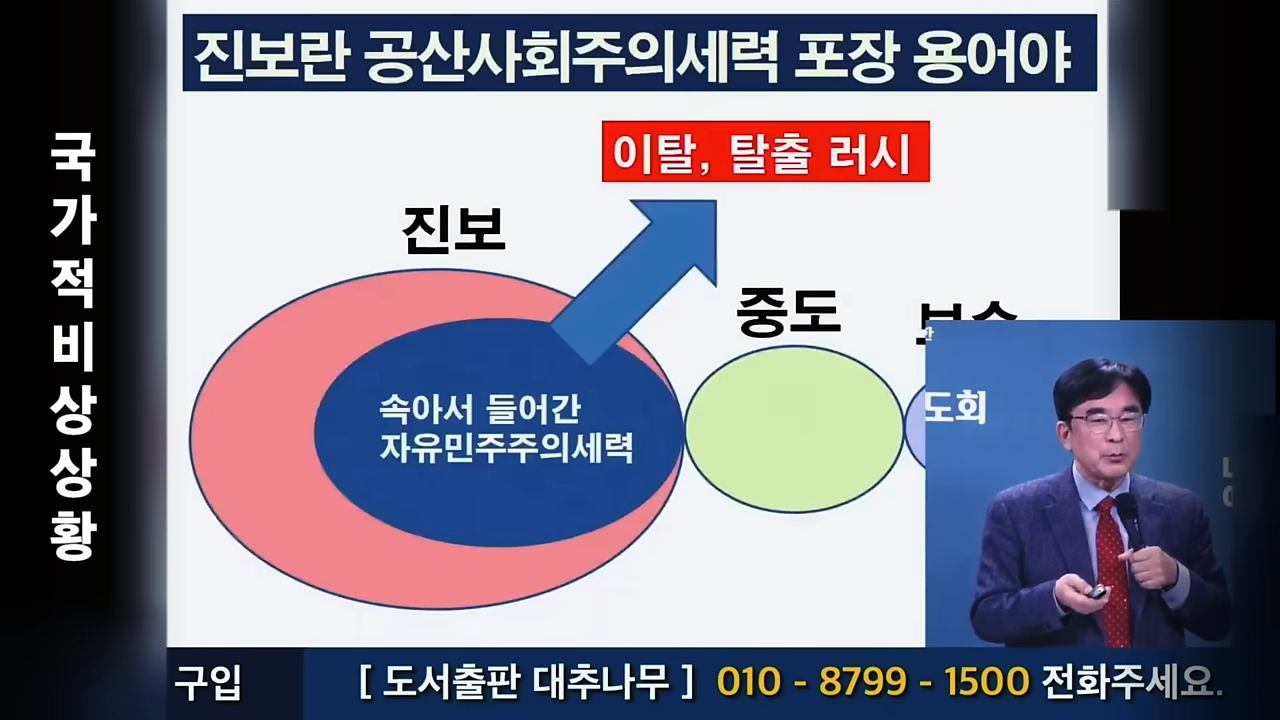 진보란 공산사회주의세력 포장 용어야
국가적비상상황
이탈, 탈출 러시
진보
중도
보수
속아서 들어간
자유민주주의세력
도회
구입
[ 도서출판 대추나무 ] 010 - 8799 - 1500 전화주세요.